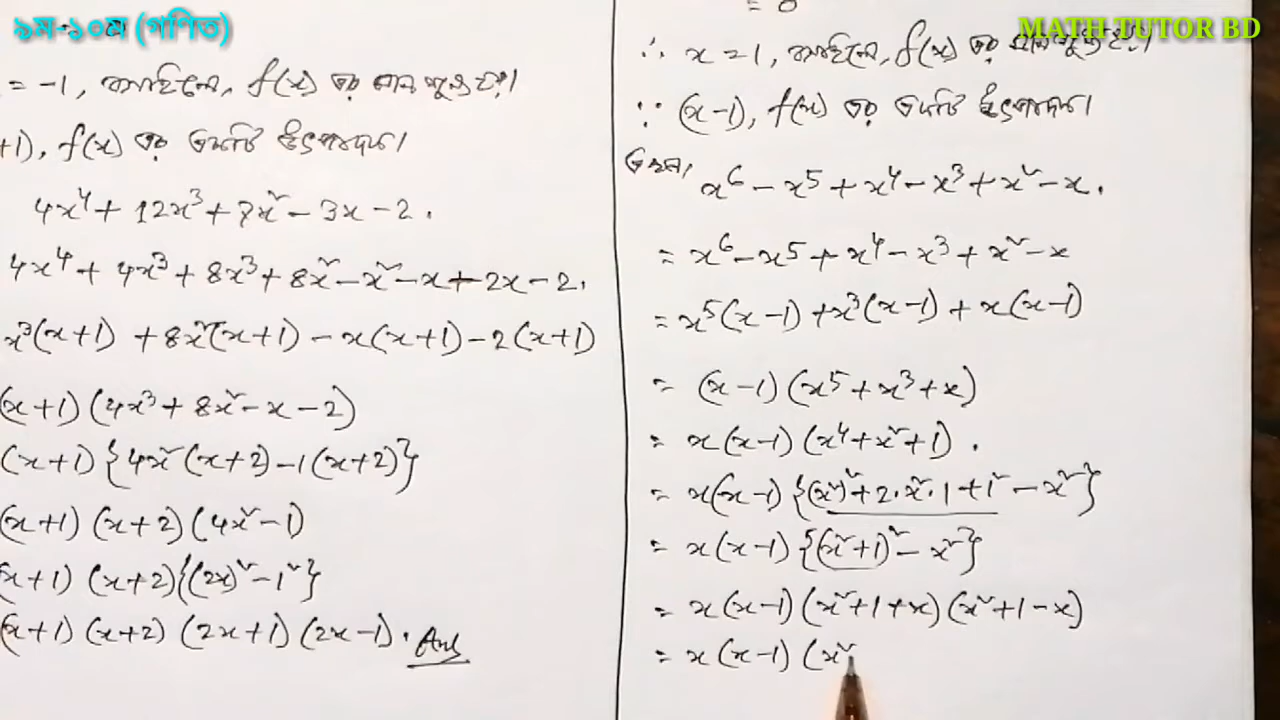 ৯ম-১০ম (গণিত)
= -1, বসাইলে, f(x) এর মান শূন্য হয়।
+1), f(x) এর একটি উৎপাদক।
4x⁴ + 12x³ + 7x² - 3x - 2.
4x⁴ + 4x³ + 8x³ + 8x² - x² - x + 2x - 2.
x³(x+1) + 8x²(x+1) - x(x+1) - 2(x+1)
(x+1) (4x³ + 8x² - x - 2)
(x+1) {4x²(x+2) - 1(x+2)}
(x+1) (x+2) (4x² - 1)
(x+1) (x+2) {(2x)² - 1²}
(x+1) (x+2) (2x+1) (2x-1). Ans
= 0
MATH TUTOR BD
∴ x = 1, বসাইলে, f(x) এর মান শূন্য হয়।
∵ (x-1), f(x) এর একটি উৎপাদক।
এখন, x⁶ - x⁵ + x⁴ - x³ + x² - x.
= x⁶ - x⁵ + x⁴ - x³ + x² - x
= x⁵(x-1) + x³(x-1) + x(x-1)
= (x-1) (x⁵ + x³ + x)
= x(x-1) (x⁴ + x² + 1).
= x(x-1) {(x²)² + 2.x².1 + 1² - x²}
= x(x-1) {(x²+1)² - x²}
= x(x-1) (x²+1+x) (x²+1-x)
= x(x-1) (x²